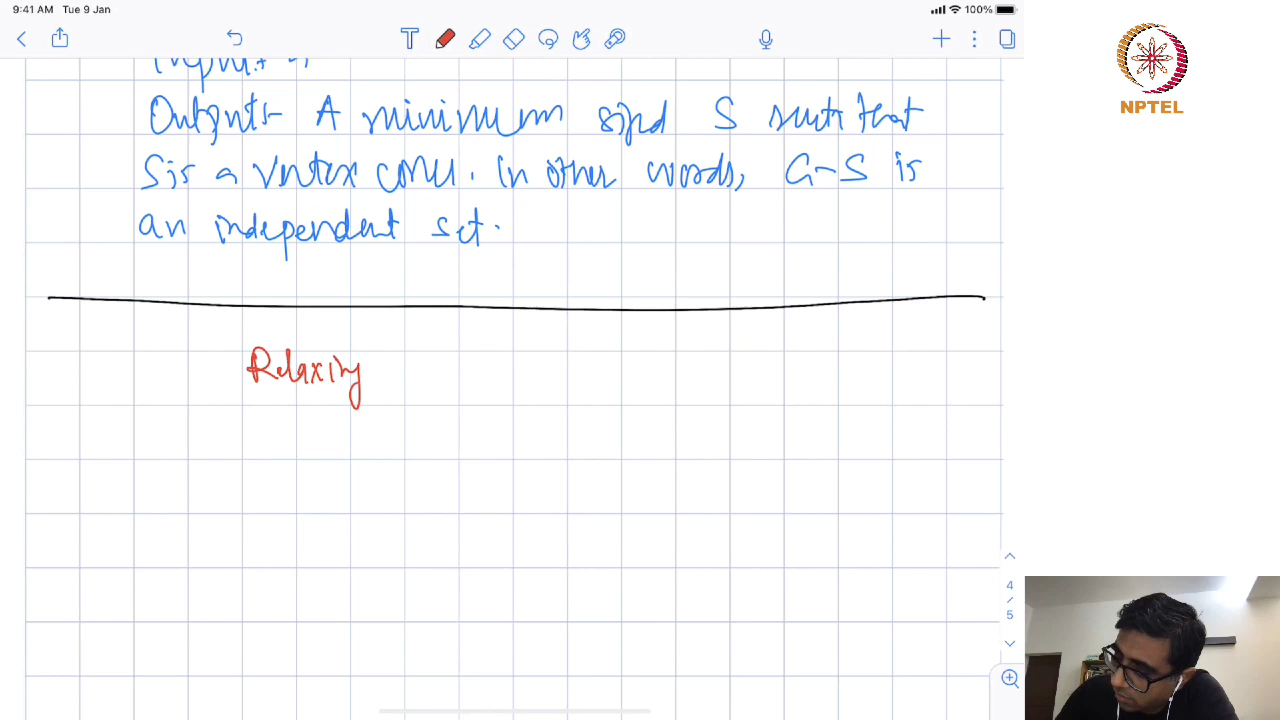 9:41 AM Tue 9 Jan
100%
Input:
Output:- A minimum sized S such that
S is a vertex cover. In other words, G-S is
an independent set.
Relaxing
4
5
NPTEL